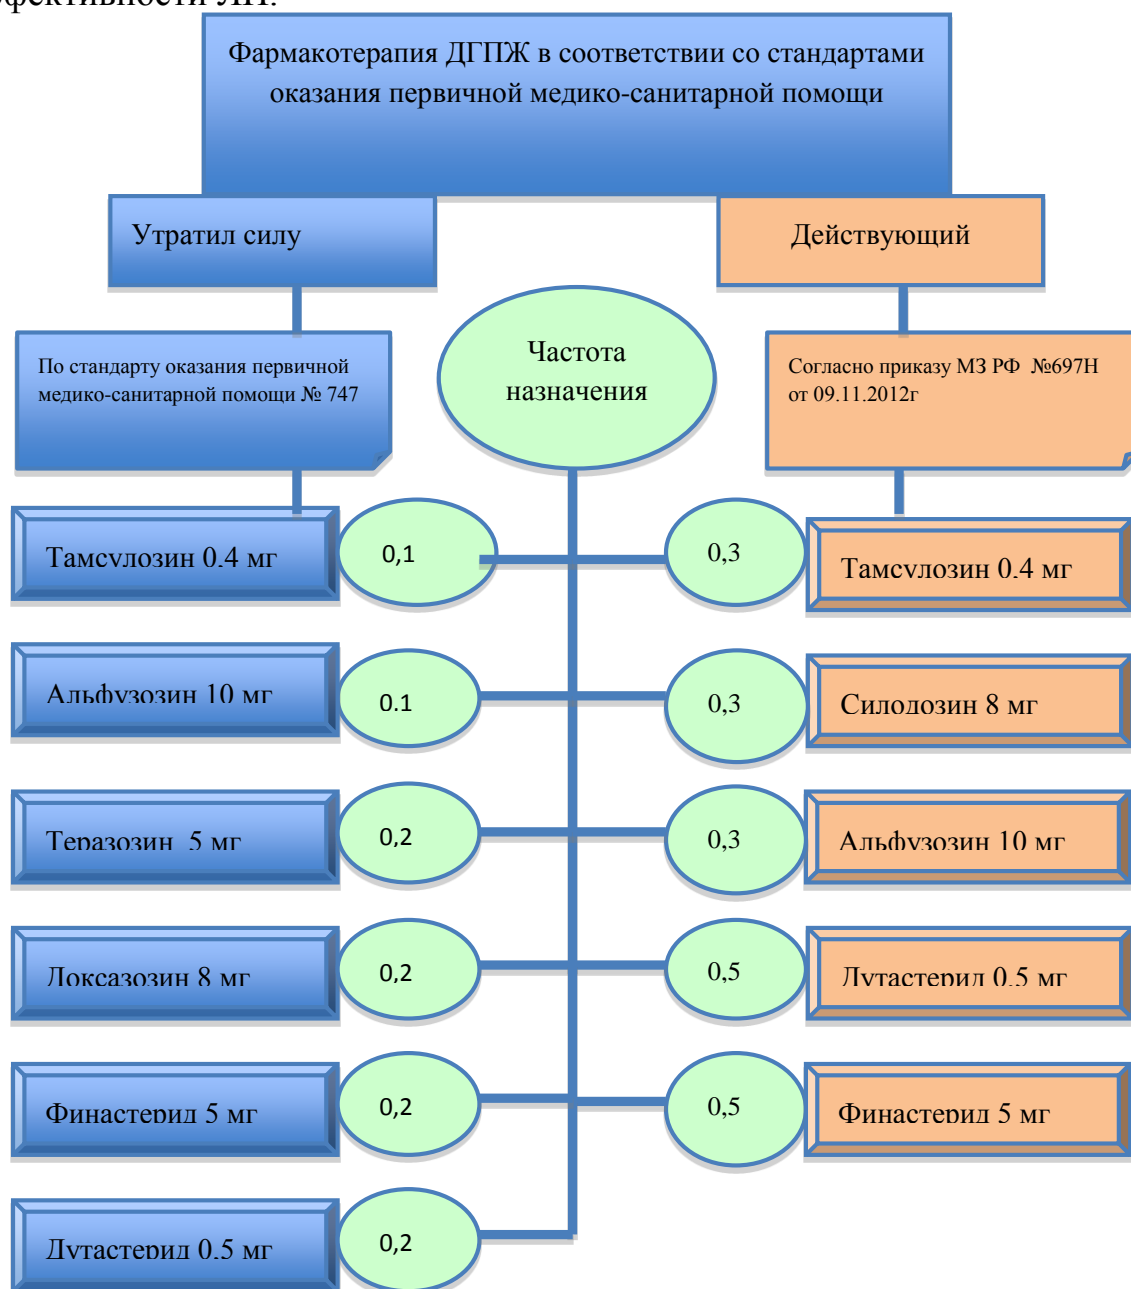 эффективности ЛП.
Фармакотерапия ДГПЖ в соответствии со стандартами
оказания первичной медико-санитарной помощи
Утратил силу
Действующий
По стандарту оказания первичной
медико-санитарной помощи № 747
Частота
назначения
Согласно приказу МЗ РФ №697Н
от 09.11.2012г
Тамсулозин 0.4 мг
0,1
0,3
Тамсулозин 0.4 мг
Альфузозин 10 мг
0.1
0,3
Силодозин 8 мг
Теразозин 5 мг
0,2
0,3
Альфузозин 10 мг
Доксазозин 8 мг
0,2
0,5
Дутастерид 0.5 мг
Финастерид 5 мг
0,2
0,5
Финастерид 5 мг
Дутастерид 0.5 мг
0,2